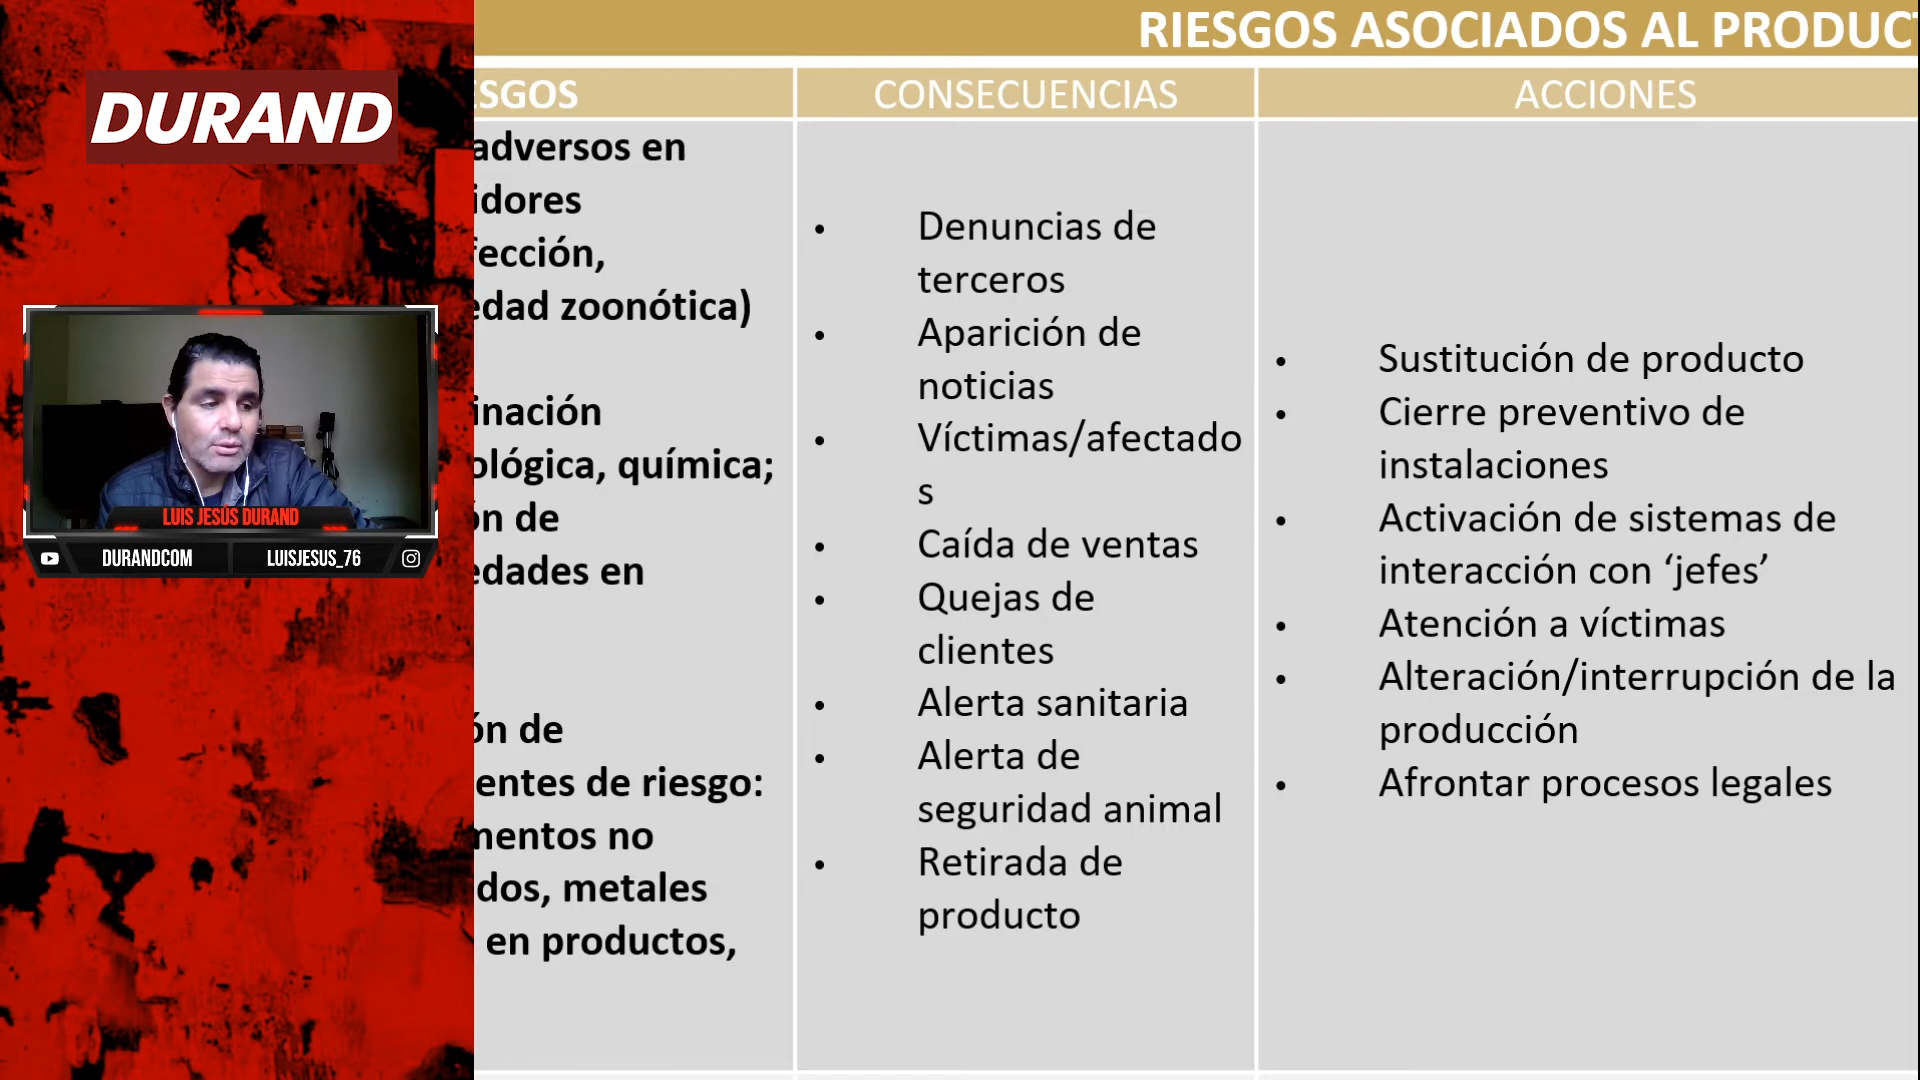 DURAND
LUIS JESÚS DURAND
DURANDCOM
LUISJESUS_76
RIESGOS ASOCIADOS AL PRODUC
ESGOS
adversos en
idores
fección,
edad zoonótica)
inación
ológica, química;
ón de
edades en
ón de
entes de riesgo:
mentos no
dos, metales
en productos,
CONSECUENCIAS
• Denuncias de
terceros
• Aparición de
noticias
• Víctimas/afectado
s
• Caída de ventas
• Quejas de
clientes
• Alerta sanitaria
• Alerta de
seguridad animal
• Retirada de
producto
ACCIONES
• Sustitución de producto
• Cierre preventivo de
instalaciones
• Activación de sistemas de
interacción con ‘jefes’
• Atención a víctimas
• Alteración/interrupción de la
producción
• Afrontar procesos legales